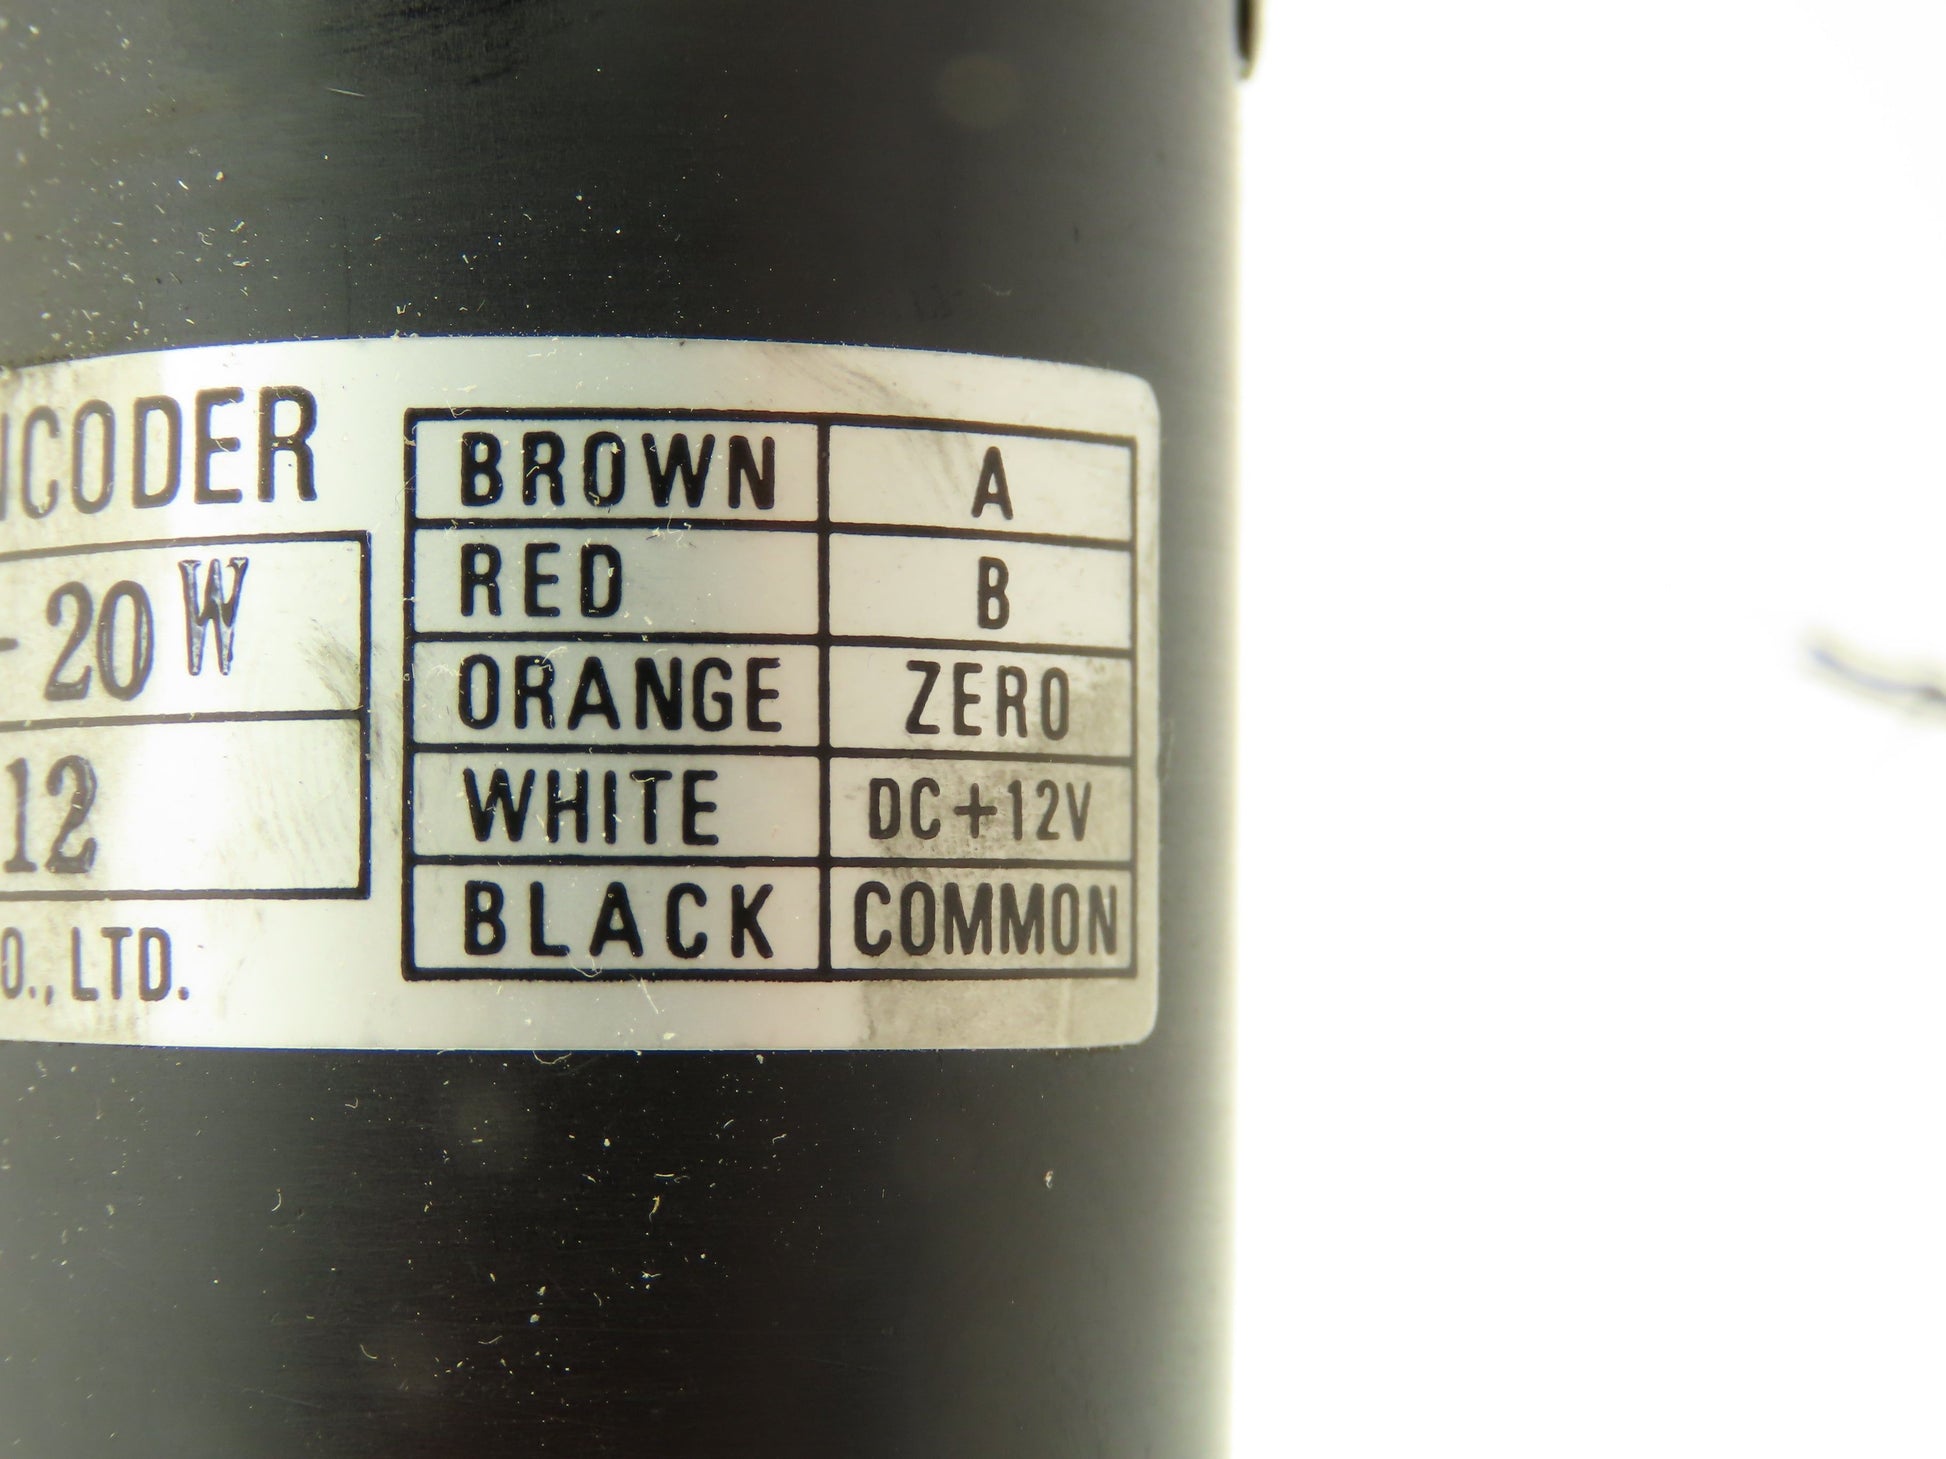 NCODER
-20 W
12
O., LTD.
BROWN A
RED B
ORANGE ZERO
WHITE DC+12V
BLACK COMMON